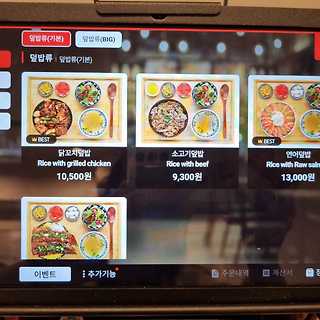 덮밥류(기본) 덮밥류(BIG)
덮밥류 | 덮밥류(기본)
BEST
BEST
닭꼬치덮밥
Rice with grilled chicken
10,500원
소고기덮밥
Rice with beef
9,300원
연어덮밥
Rice with Raw
13,000원
이벤트 추가기능 주문내역 계산서